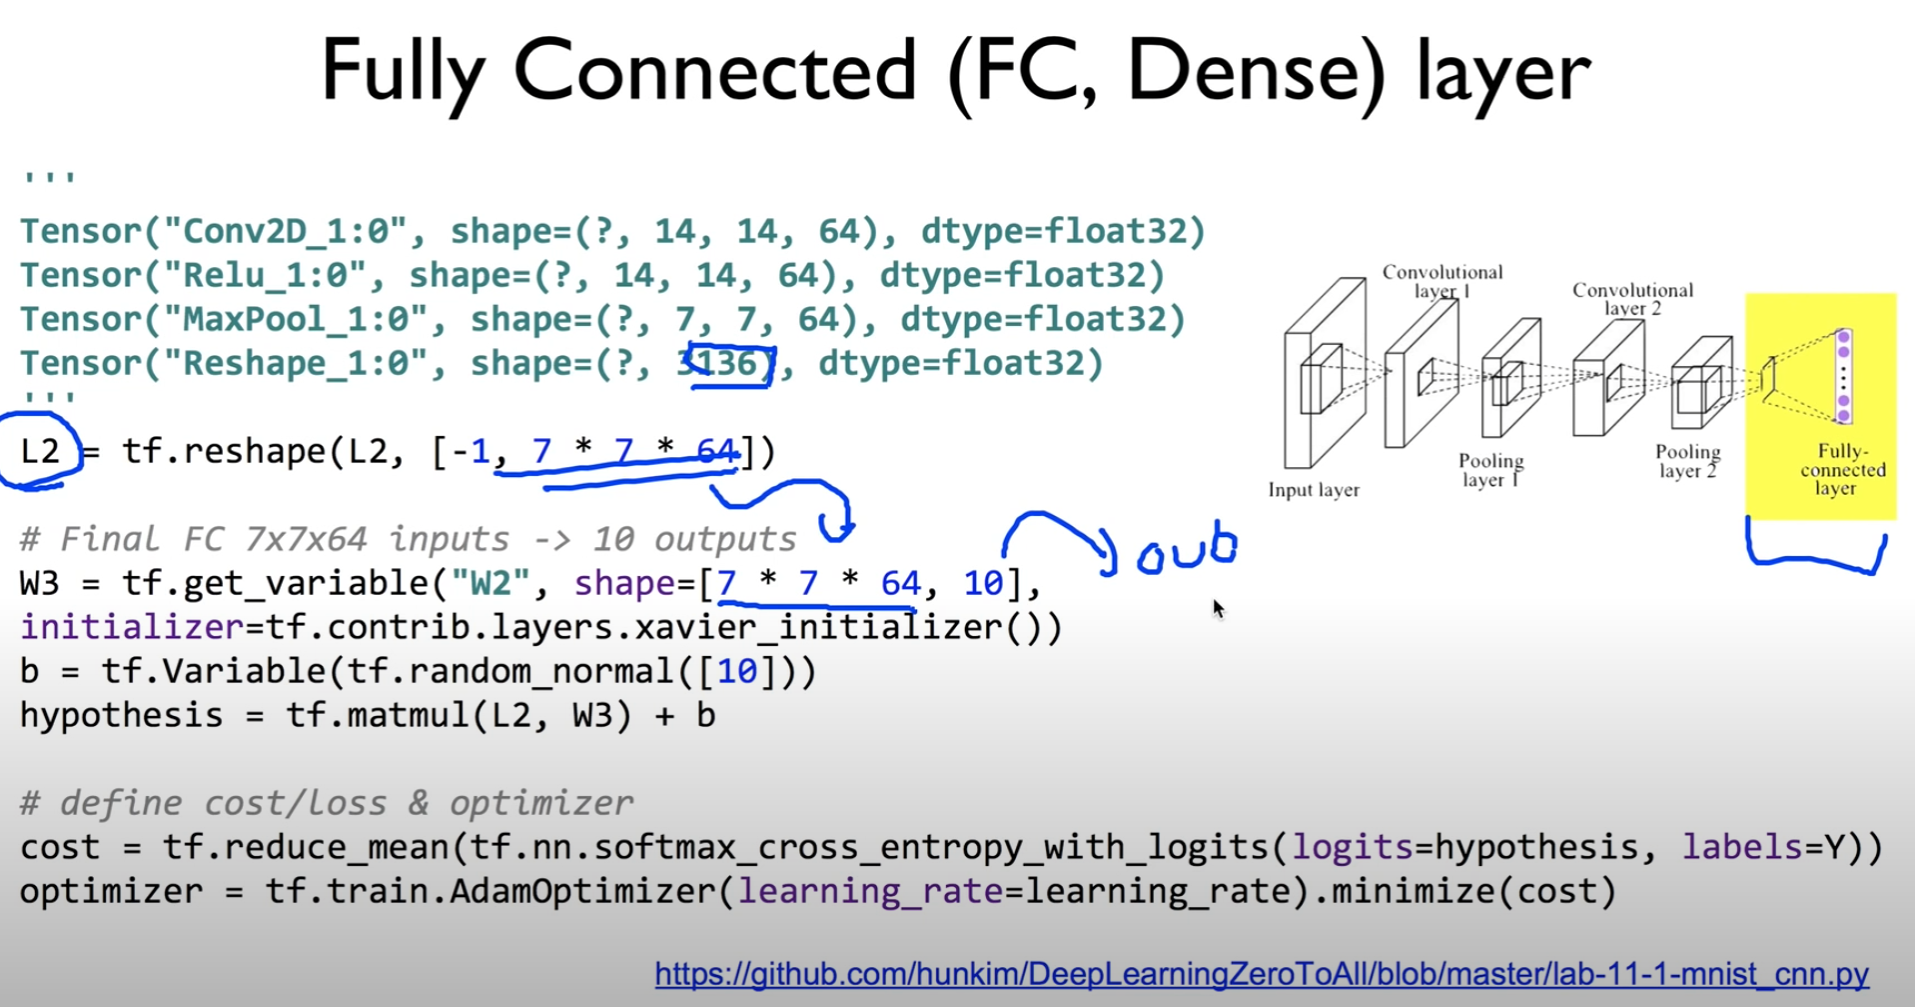 Fully Connected (FC, Dense) layer
'''
Tensor("Conv2D_1:0", shape=(?, 14, 14, 64), dtype=float32)
Tensor("Relu_1:0", shape=(?, 14, 14, 64), dtype=float32)
Tensor("MaxPool_1:0", shape=(?, 7, 7, 64), dtype=float32)
Tensor("Reshape_1:0", shape=(?, 3136), dtype=float32)
'''
L2 = tf.reshape(L2, [-1, 7 * 7 * 64])
# Final FC 7x7x64 inputs -> 10 outputs
W3 = tf.get_variable("W2", shape=[7 * 7 * 64, 10],
initializer=tf.contrib.layers.xavier_initializer())
b = tf.Variable(tf.random_normal([10]))
hypothesis = tf.matmul(L2, W3) + b
# define cost/loss & optimizer
cost = tf.reduce_mean(tf.nn.softmax_cross_entropy_with_logits(logits=hypothesis, labels=Y))
optimizer = tf.train.AdamOptimizer(learning_rate=learning_rate).minimize(cost)
Input layer
Convolutional
layer 1
Pooling
layer 1
Convolutional
layer 2
Pooling
layer 2
Fully-
connected
layer
https://github.com/hunkim/DeepLearningZeroToAll/blob/master/lab-11-1-mnist_cnn.py